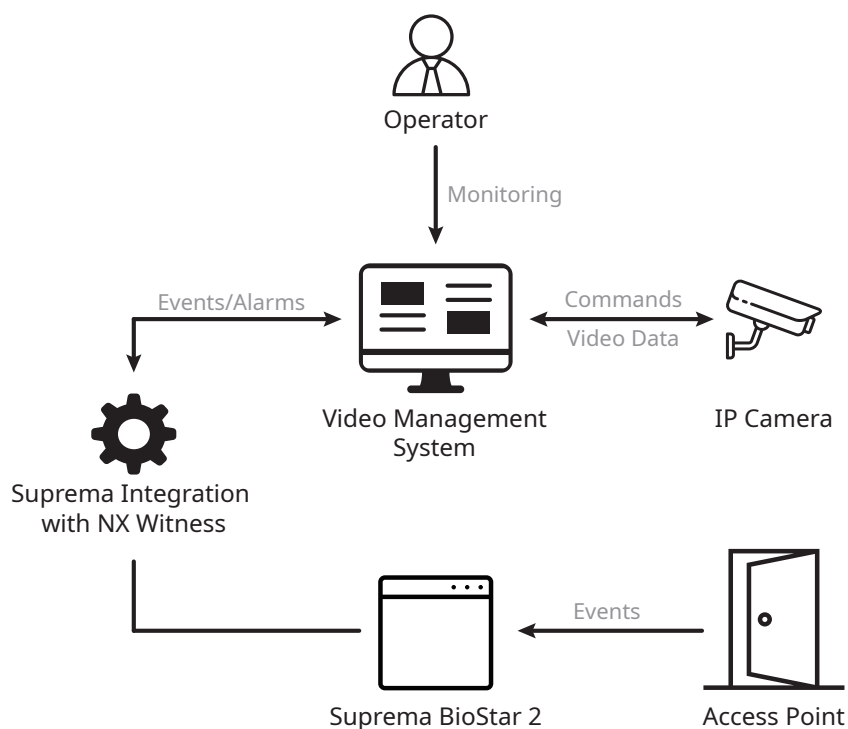 Operator
Monitoring
Events/Alarms
Commands
Video Data
Video Management
System
IP Camera
Suprema Integration
with NX Witness
Events
Suprema BioStar 2
Access Point